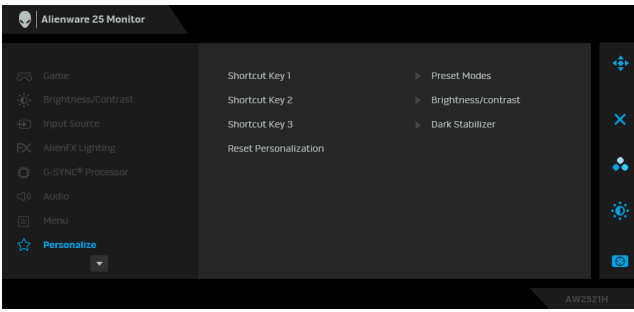 Alienware 25 Monitor
Game
Brightness/Contrast
Input Source
AlienFX Lighting
G-SYNC® Processor
Audio
Menu
Personalize
Shortcut Key 1 Preset Modes
Shortcut Key 2 Brightness/contrast
Shortcut Key 3 Dark Stabilizer
Reset Personalization
AW2521H